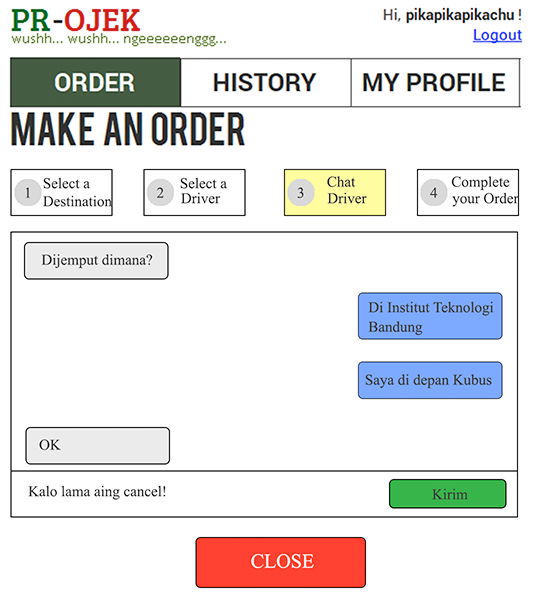 PR-OJEK
wushh... wushh... ngeeeeeenggg...
Hi, pikapikapikachu !
Logout
ORDER
HISTORY
MY PROFILE
MAKE AN ORDER
1
Select a
Destination
2
Select a
Driver
3
Chat
Driver
4
Complete
your Order
Dijemput dimana?
Di Institut Teknologi
Bandung
Saya di depan Kubus
OK
Kalo lama aing cancel!
Kirim
CLOSE